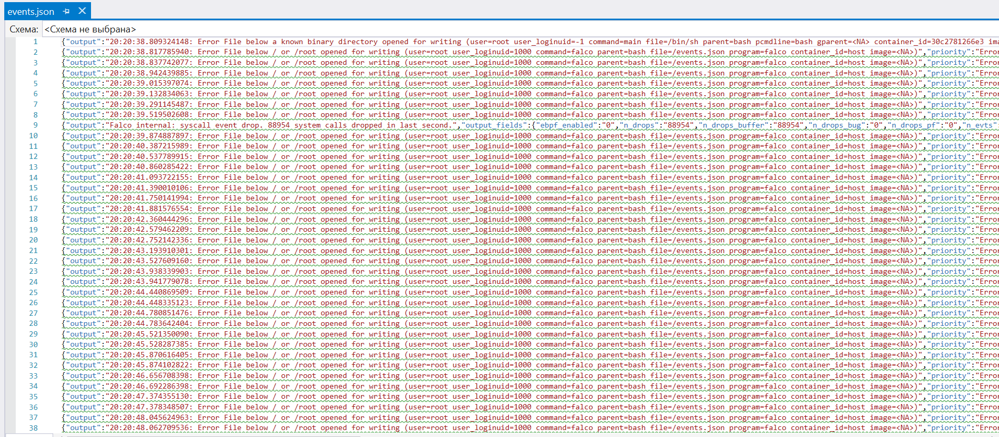 events.json
Схема: <Схема не выбрана>
1 {"output":"20:20:38.809324148: Error File below a known binary directory opened for writing (user=root user_loginuid=-1 command=main file=/bin/sh parent=bash pcmdline=bash gparent=<NA> container_id=30c2781266e3 ima
2 {"output":"20:20:38.817785940: Error File below / or /root opened for writing (user=root user_loginuid=1000 command=falco parent=bash file=/events.json program=falco container_id=host image=<NA>)","priority":"Error
3 {"output":"20:20:38.837742077: Error File below / or /root opened for writing (user=root user_loginuid=1000 command=falco parent=bash file=/events.json program=falco container_id=host image=<NA>)","priority":"Error
4 {"output":"20:20:38.942439885: Error File below / or /root opened for writing (user=root user_loginuid=1000 command=falco parent=bash file=/events.json program=falco container_id=host image=<NA>)","priority":"Error
5 {"output":"20:20:39.015397074: Error File below / or /root opened for writing (user=root user_loginuid=1000 command=falco parent=bash file=/events.json program=falco container_id=host image=<NA>)","priority":"Error
6 {"output":"20:20:39.132834063: Error File below / or /root opened for writing (user=root user_loginuid=1000 command=falco parent=bash file=/events.json program=falco container_id=host image=<NA>)","priority":"Error
7 {"output":"20:20:39.291145487: Error File below / or /root opened for writing (user=root user_loginuid=1000 command=falco parent=bash file=/events.json program=falco container_id=host image=<NA>)","priority":"Error
8 {"output":"20:20:39.519502608: Error File below / or /root opened for writing (user=root user_loginuid=1000 command=falco parent=bash file=/events.json program=falco container_id=host image=<NA>)","priority":"Error
9 {"output":"Falco internal: syscall event drop. 88954 system calls dropped in last second.","output_fields":{"ebpf_enabled":"0","n_drops":"88954","n_drops_buffer":"88954","n_drops_bug":"0","n_drops_pf":"0","n_evts":
10 {"output":"20:20:39.874887897: Error File below / or /root opened for writing (user=root user_loginuid=1000 command=falco parent=bash file=/events.json program=falco container_id=host image=<NA>)","priority":"Error
11 {"output":"20:20:40.387215989: Error File below / or /root opened for writing (user=root user_loginuid=1000 command=falco parent=bash file=/events.json program=falco container_id=host image=<NA>)","priority":"Error
12 {"output":"20:20:40.537789915: Error File below / or /root opened for writing (user=root user_loginuid=1000 command=falco parent=bash file=/events.json program=falco container_id=host image=<NA>)","priority":"Error
13 {"output":"20:20:40.860285422: Error File below / or /root opened for writing (user=root user_loginuid=1000 command=falco parent=bash file=/events.json program=falco container_id=host image=<NA>)","priority":"Error
14 {"output":"20:20:41.093722155: Error File below / or /root opened for writing (user=root user_loginuid=1000 command=falco parent=bash file=/events.json program=falco container_id=host image=<NA>)","priority":"Error
15 {"output":"20:20:41.390010106: Error File below / or /root opened for writing (user=root user_loginuid=1000 command=falco parent=bash file=/events.json program=falco container_id=host image=<NA>)","priority":"Error
16 {"output":"20:20:41.750141994: Error File below / or /root opened for writing (user=root user_loginuid=1000 command=falco parent=bash file=/events.json program=falco container_id=host image=<NA>)","priority":"Error
17 {"output":"20:20:41.881576554: Error File below / or /root opened for writing (user=root user_loginuid=1000 command=falco parent=bash file=/events.json program=falco container_id=host image=<NA>)","priority":"Error
18 {"output":"20:20:42.360444296: Error File below / or /root opened for writing (user=root user_loginuid=1000 command=falco parent=bash file=/events.json program=falco container_id=host image=<NA>)","priority":"Error
19 {"output":"20:20:42.579462209: Error File below / or /root opened for writing (user=root user_loginuid=1000 command=falco parent=bash file=/events.json program=falco container_id=host image=<NA>)","priority":"Error
20 {"output":"20:20:42.752142336: Error File below / or /root opened for writing (user=root user_loginuid=1000 command=falco parent=bash file=/events.json program=falco container_id=host image=<NA>)","priority":"Error
21 {"output":"20:20:43.193910301: Error File below / or /root opened for writing (user=root user_loginuid=1000 command=falco parent=bash file=/events.json program=falco container_id=host image=<NA>)","priority":"Error
22 {"output":"20:20:43.527609160: Error File below / or /root opened for writing (user=root user_loginuid=1000 command=falco parent=bash file=/events.json program=falco container_id=host image=<NA>)","priority":"Error
23 {"output":"20:20:43.938339903: Error File below / or /root opened for writing (user=root user_loginuid=1000 command=falco parent=bash file=/events.json program=falco container_id=host image=<NA>)","priority":"Error
24 {"output":"20:20:43.941779078: Error File below / or /root opened for writing (user=root user_loginuid=1000 command=falco parent=bash file=/events.json program=falco container_id=host image=<NA>)","priority":"Error
25 {"output":"20:20:44.440869509: Error File below / or /root opened for writing (user=root user_loginuid=1000 command=falco parent=bash file=/events.json program=falco container_id=host image=<NA>)","priority":"Error
26 {"output":"20:20:44.448335123: Error File below / or /root opened for writing (user=root user_loginuid=1000 command=falco parent=bash file=/events.json program=falco container_id=host image=<NA>)","priority":"Error
27 {"output":"20:20:44.780851476: Error File below / or /root opened for writing (user=root user_loginuid=1000 command=falco parent=bash file=/events.json program=falco container_id=host image=<NA>)","priority":"Error
28 {"output":"20:20:44.783642404: Error File below / or /root opened for writing (user=root user_loginuid=1000 command=falco parent=bash file=/events.json program=falco container_id=host image=<NA>)","priority":"Error
29 {"output":"20:20:45.521350090: Error File below / or /root opened for writing (user=root user_loginuid=1000 command=falco parent=bash file=/events.json program=falco container_id=host image=<NA>)","priority":"Error
30 {"output":"20:20:45.528287385: Error File below / or /root opened for writing (user=root user_loginuid=1000 command=falco parent=bash file=/events.json program=falco container_id=host image=<NA>)","priority":"Error
31 {"output":"20:20:45.870616405: Error File below / or /root opened for writing (user=root user_loginuid=1000 command=falco parent=bash file=/events.json program=falco container_id=host image=<NA>)","priority":"Error
32 {"output":"20:20:45.874102822: Error File below / or /root opened for writing (user=root user_loginuid=1000 command=falco parent=bash file=/events.json program=falco container_id=host image=<NA>)","priority":"Error
33 {"output":"20:20:46.656708398: Error File below / or /root opened for writing (user=root user_loginuid=1000 command=falco parent=bash file=/events.json program=falco container_id=host image=<NA>)","priority":"Error
34 {"output":"20:20:46.692286398: Error File below / or /root opened for writing (user=root user_loginuid=1000 command=falco parent=bash file=/events.json program=falco container_id=host image=<NA>)","priority":"Error
35 {"output":"20:20:47.374355130: Error File below / or /root opened for writing (user=root user_loginuid=1000 command=falco parent=bash file=/events.json program=falco container_id=host image=<NA>)","priority":"Error
36 {"output":"20:20:47.378348507: Error File below / or /root opened for writing (user=root user_loginuid=1000 command=falco parent=bash file=/events.json program=falco container_id=host image=<NA>)","priority":"Error
37 {"output":"20:20:48.045624963: Error File below / or /root opened for writing (user=root user_loginuid=1000 command=falco parent=bash file=/events.json program=falco container_id=host image=<NA>)","priority":"Error
38 {"output":"20:20:48.062709536: Error File below / or /root opened for writing (user=root user_loginuid=1000 command=falco parent=bash file=/events.json program=falco container_id=host image=<NA>)","priority":"Error